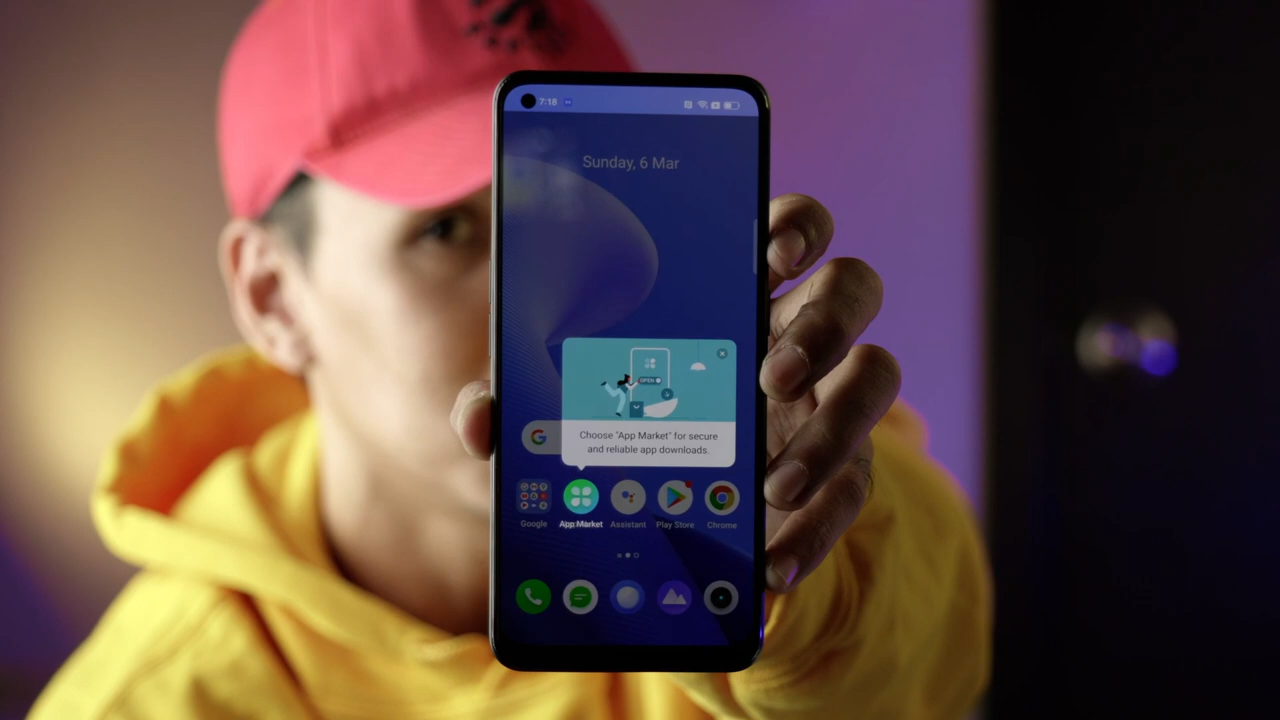 7:18
Sunday, 6 Mar
OPEN
Choose "App Market" for secure
and reliable app downloads.
G
Google
App Market
Assistant
Play Store
Chrome